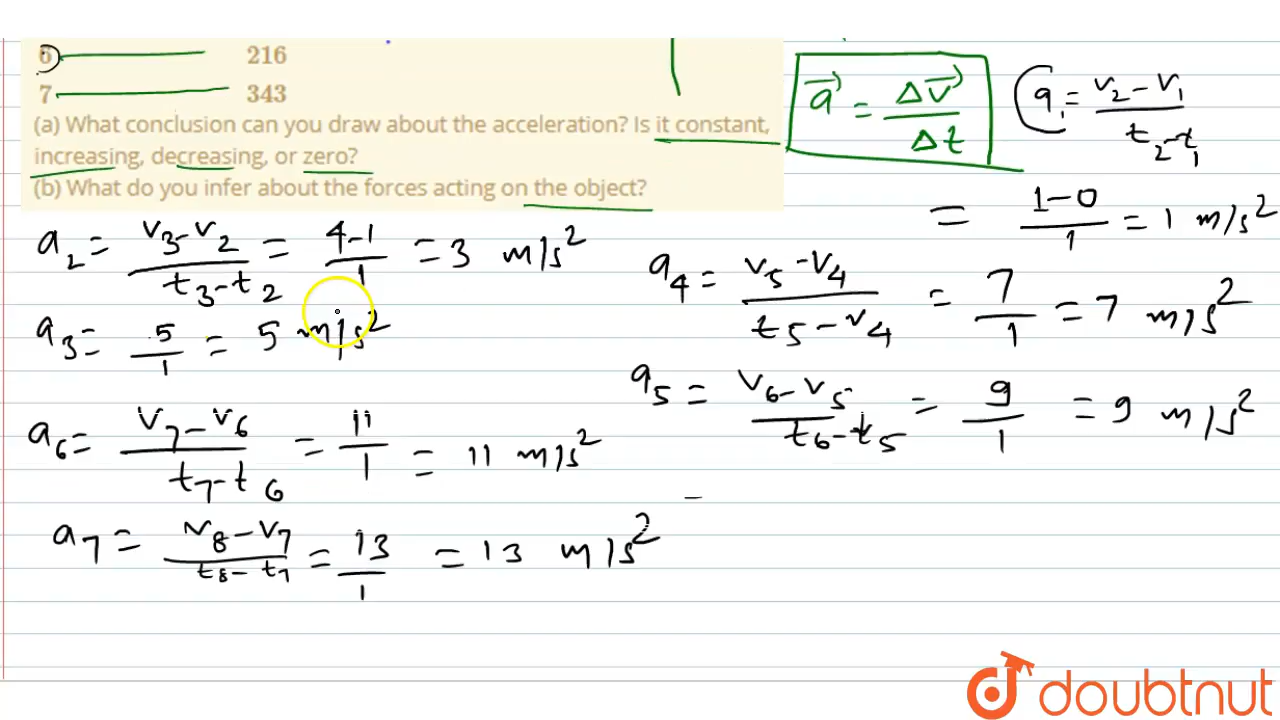 6 216
7 343
(a) What conclusion can you draw about the acceleration? Is it constant,
increasing, decreasing, or zero?
(b) What do you infer about the forces acting on the object?
a⃗ = Δv⃗ / Δt
a₁ = v₂ - v₁ / t₂ - t₁
= 1-0 / 1 = 1 m/s²
a₂ = v₃-v₂ / t₃-t₂ = 4-1 / 1 = 3 m/s²
a₃ = 5 / 1 = 5 m/s²
a₄ = v₅ - v₄ / t₅ - v₄ = 7 / 1 = 7 m/s²
a₅ = v₆ - v₅ / t₆ - t₅ = 9 / 1 = 9 m/s²
a₆ = v₇ - v₆ / t₇ - t₆ = 11 / 1 = 11 m/s²
a₇ = v₈ - v₇ / t₈ - t₇ = 13 / 1 = 13 m/s²
doubtnut